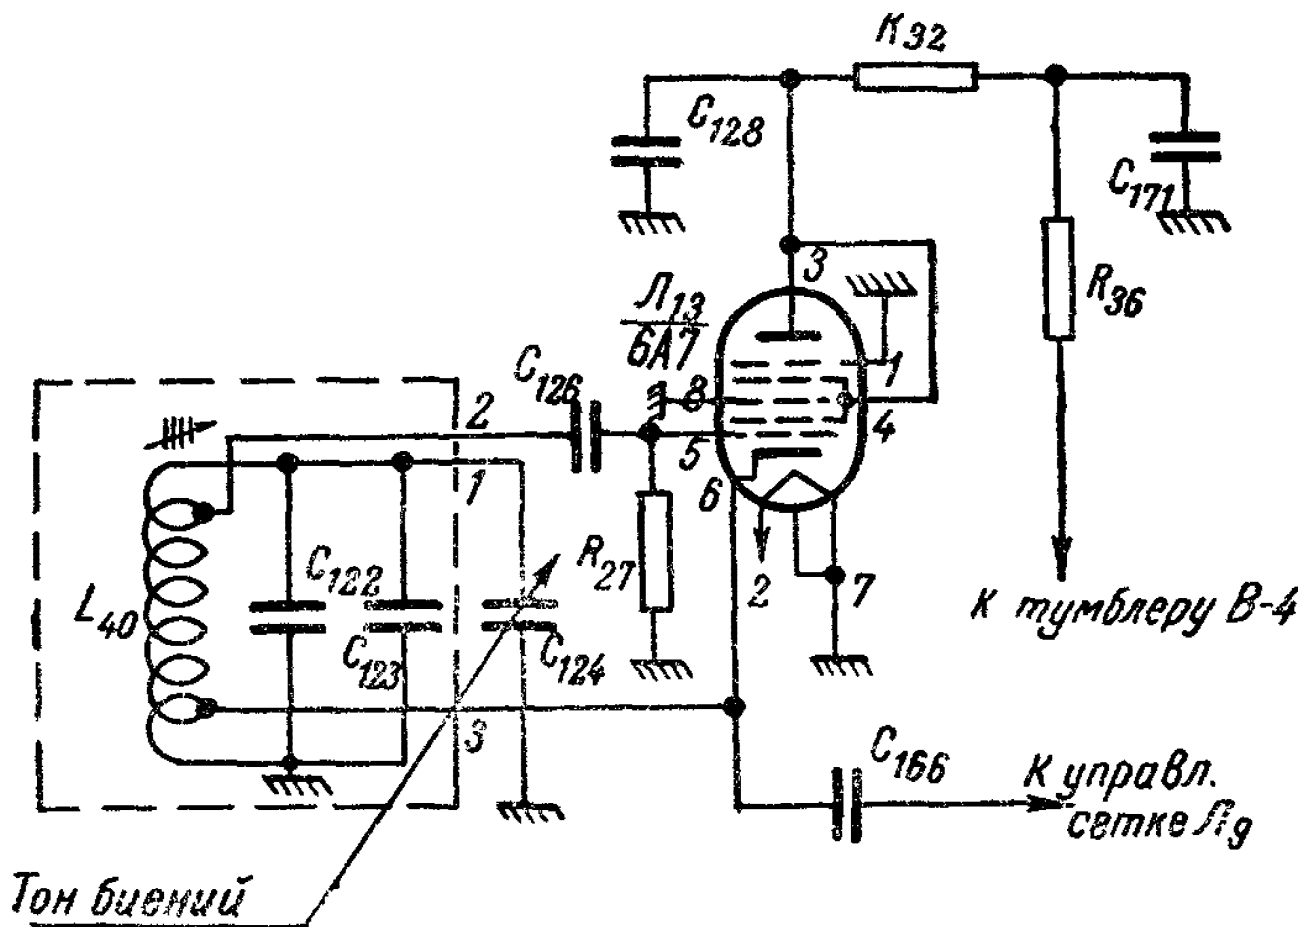 К32
C128
C171
3
R36
Л13
6А7
1
C126
8
2
4
5
1
6
R27
2
7
C122
L40
C123
C124
К тумблеру В-4
3
C166
К управл.
сетке Л9
Тон биений